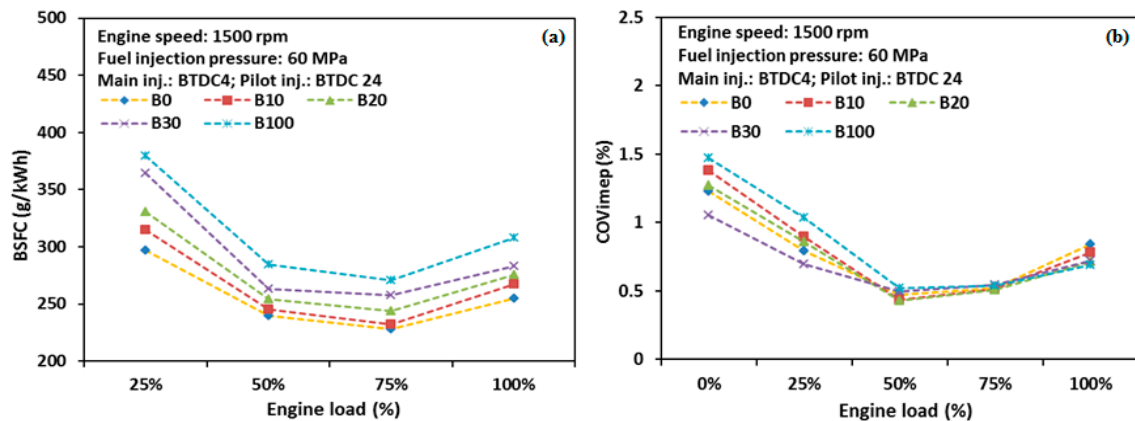 (a)
Engine speed: 1500 rpm
Fuel injection pressure: 60 MPa
Main inj.: BTDC4; Pilot inj.: BTDC 24
B0 B10 B20
B30 B100
500
450
400
350
300
250
200
BSFC (g/kWh)
25% 50% 75% 100%
Engine load (%)
(b)
Engine speed: 1500 rpm
Fuel injection pressure: 60 MPa
Main inj.: BTDC4; Pilot inj.: BTDC 24
B0 B10 B20
B30 B100
2.5
2
1.5
1
0.5
0
COVimep (%)
0% 25% 50% 75% 100%
Engine load (%)